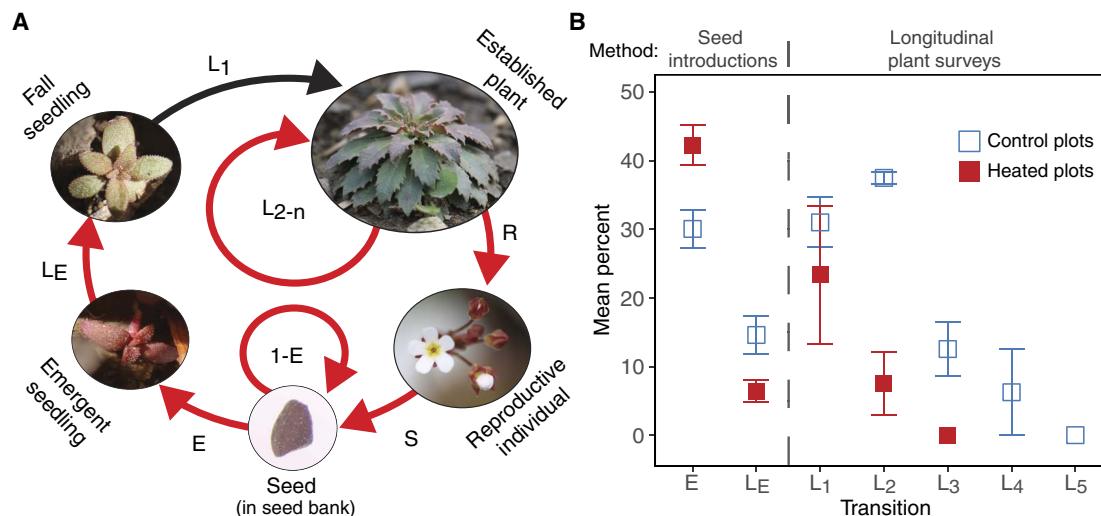 A
Fall
seedling
L1
Established
plant
L2-n
R
LE
1-E
Emergent
seedling
E
S
Reproductive
individual
Seed
(in seed bank)
B
Method:
Seed
introductions
Longitudinal
plant surveys
50
40
30
20
10
0
Mean percent
Control plots
Heated plots
E
LE
L1
L2
L3
L4
L5
Transition